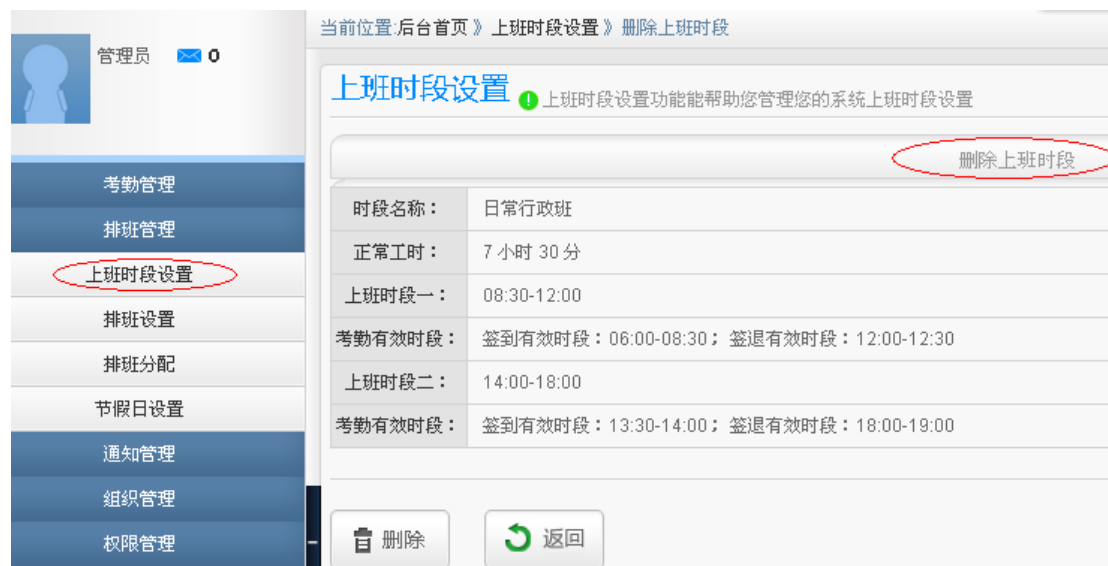 当前位置:后台首页 》 上班时段设置 》 删除上班时段
管理员 0
上班时段设置 上班时段设置功能能帮助您管理您的系统上班时段设置
删除上班时段
考勤管理
排班管理
上班时段设置
排班设置
排班分配
节假日设置
通知管理
组织管理
权限管理
时段名称： 日常行政班
正常工时： 7 小时 30 分
上班时段一： 08:30-12:00
考勤有效时段： 签到有效时段：06:00-08:30； 签退有效时段：12:00-12:30
上班时段二： 14:00-18:00
考勤有效时段： 签到有效时段：13:30-14:00； 签退有效时段：18:00-19:00
删除 返回